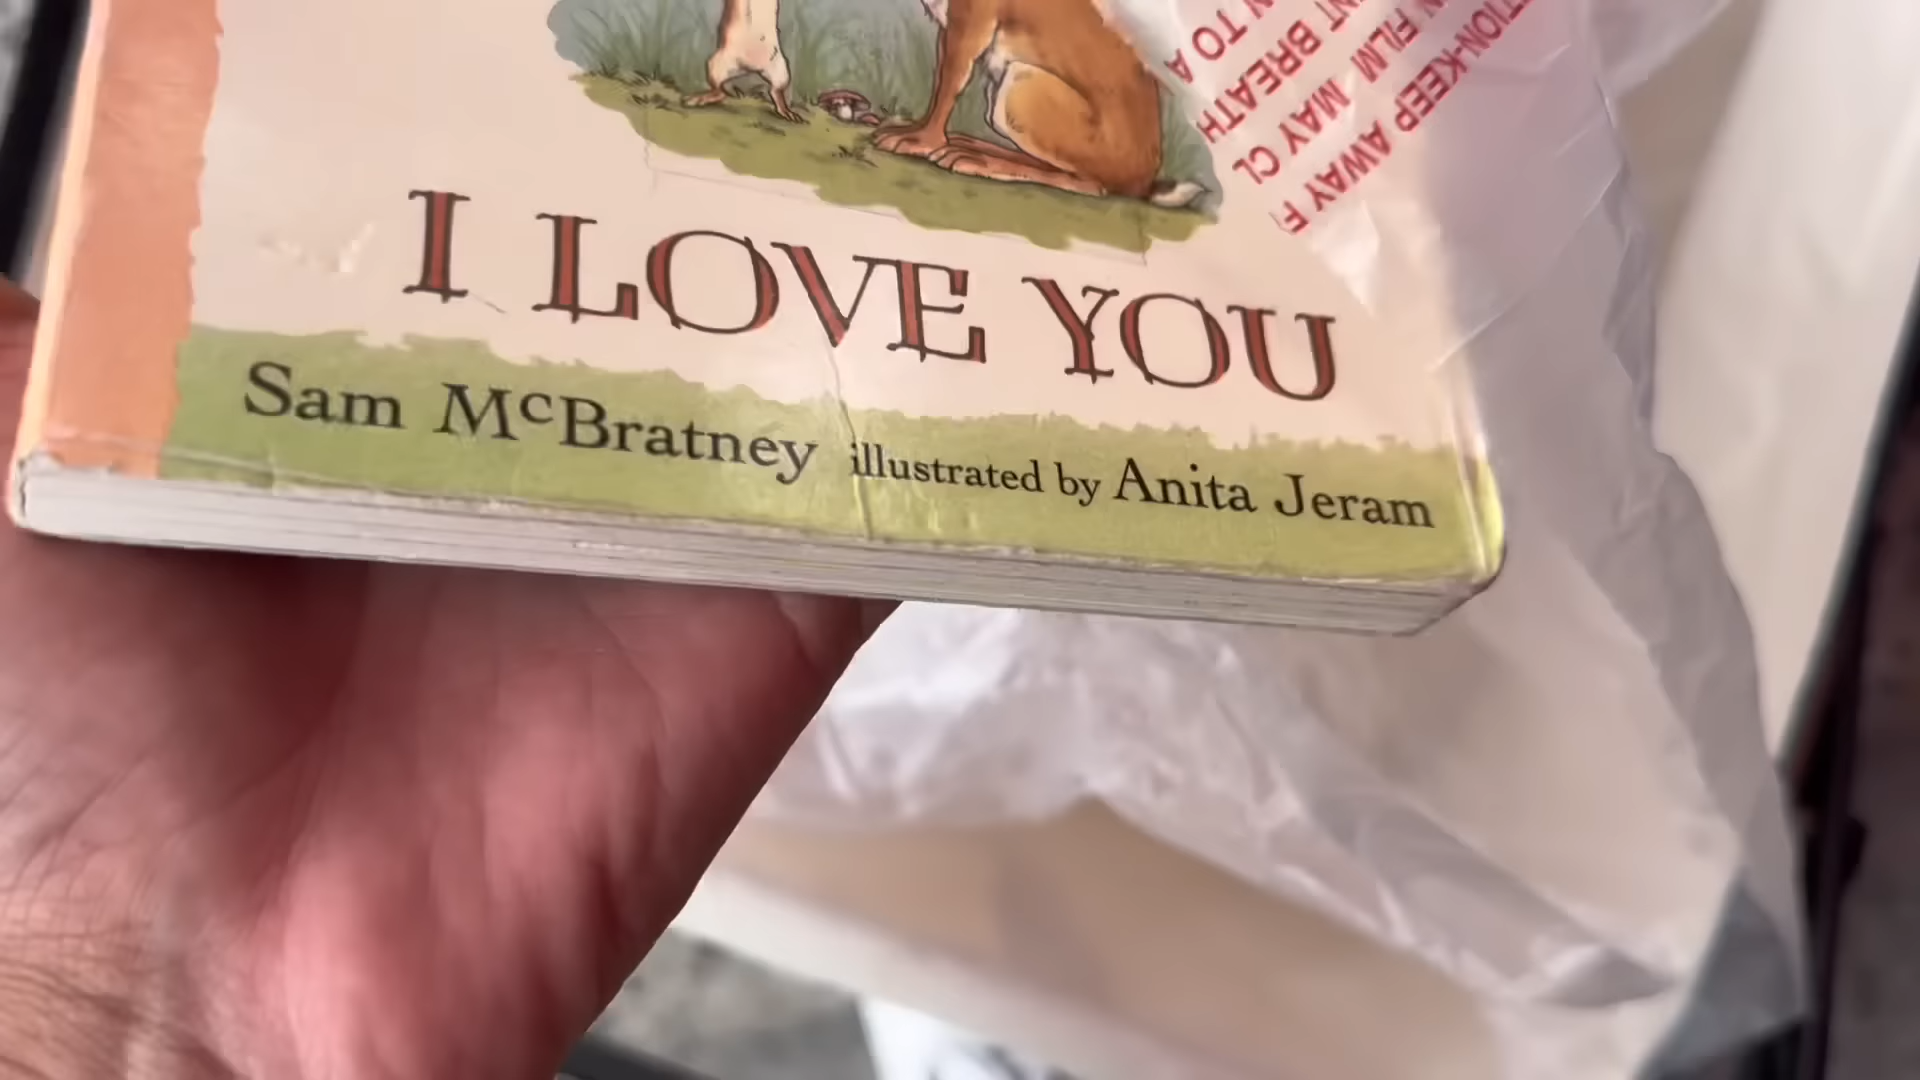 I LOVE YOU
Sam McBratney illustrated by Anita Jeram
N TO A
NT BREATH
N FILM MAY CL
TION-KEEP AWAY F